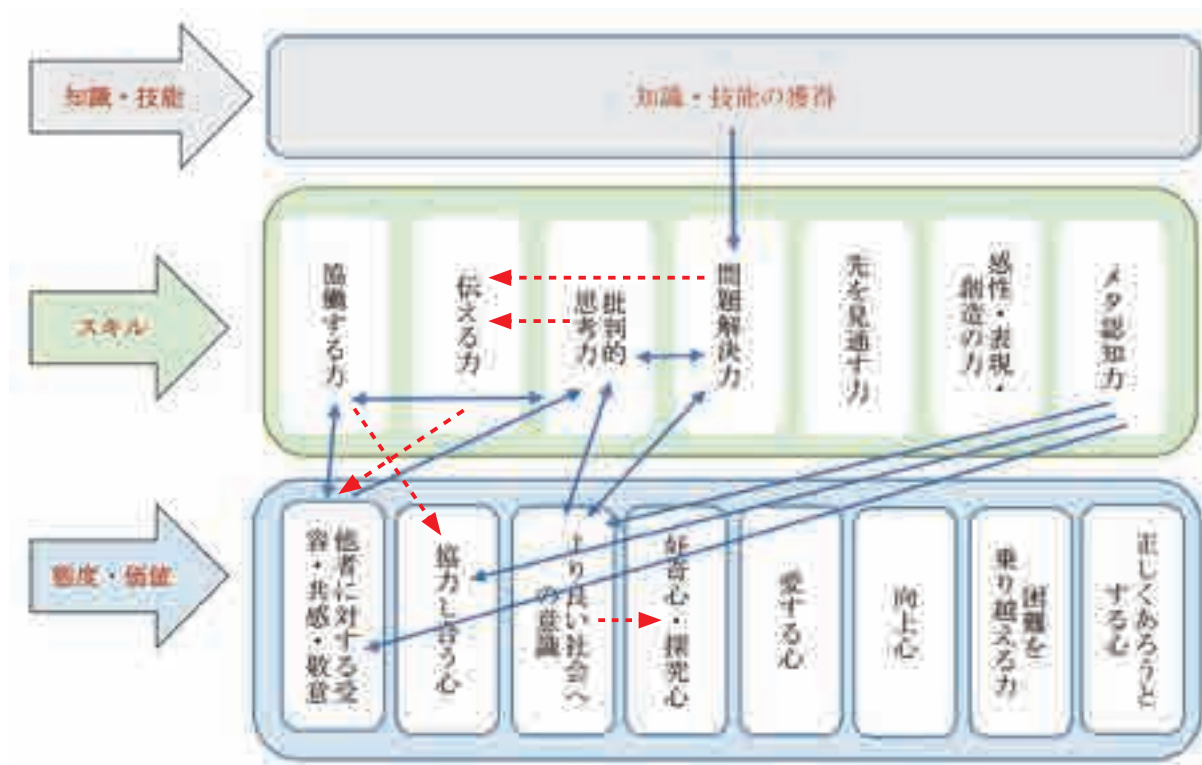 知識・技能
知識・技能の獲得
スキル
協働する力
伝える力
批判的
思考力
問題解決力
先を見通す力
感性・表現・
創造の力
メタ認知力
態度・価値
他者に対する受
容・共感・敬意
協力し合う心
より良い社会へ
の意識
好奇心・探究心
愛する心
向上心
困難を
乗り越える力
正しくあろうと
する心